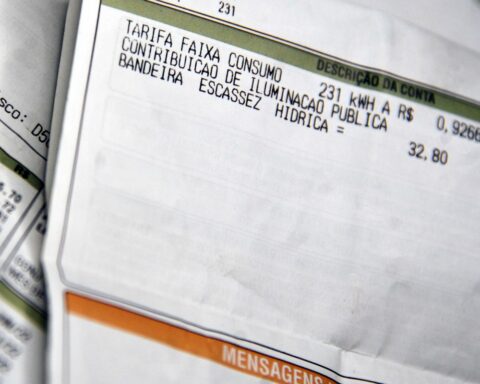 231
DESCRIÇÃO DA CONTA
TARIFA FAIXA CONSUMO 231 KWH A R$ 0,9266
CONTRIBUICAO DE ILUMINACAO PUBLICA
BANDEIRA ESCASSEZ HIDRICA = 32,80
MENSAGENS
isco:
R$